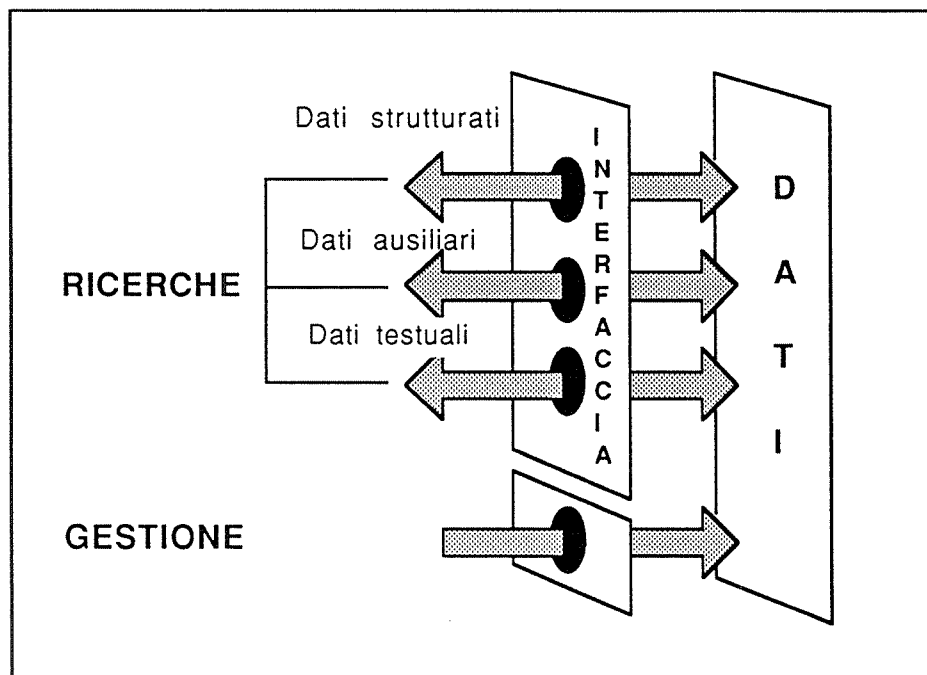 Dati strutturati
Dati ausiliari
RICERCHE
Dati testuali
GESTIONE
INTERFACCIA
DATI